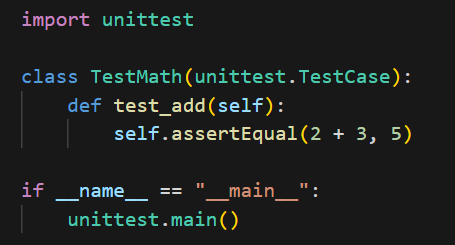 import unittest

class TestMath(unittest.TestCase):
    def test_add(self):
        self.assertEqual(2 + 3, 5)

if __name__ == "__main__":
    unittest.main()